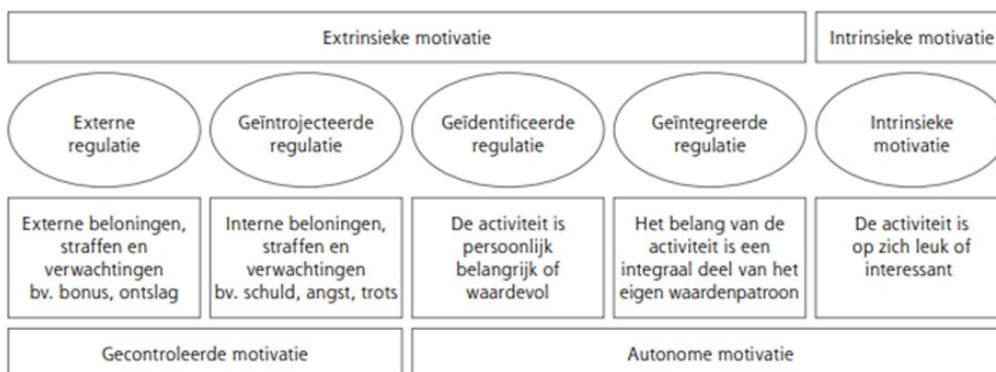 Extrinsieke motivatie
Intrinsieke motivatie
Externe
regulatie
Geïntrojecteerde
regulatie
Geïdentificeerde
regulatie
Geïntegreerde
regulatie
Intrinsieke
motivatie
Externe beloningen,
straffen en
verwachtingen
bv. bonus, ontslag
Interne beloningen,
straffen en
verwachtingen
bv. schuld, angst, trots
De activiteit is
persoonlijk
belangrijk of
waardevol
Het belang van de
activiteit is een
integraal deel van het
eigen waardenpatroon
De activiteit is
op zich leuk of
interessant
Gecontroleerde motivatie
Autonome motivatie